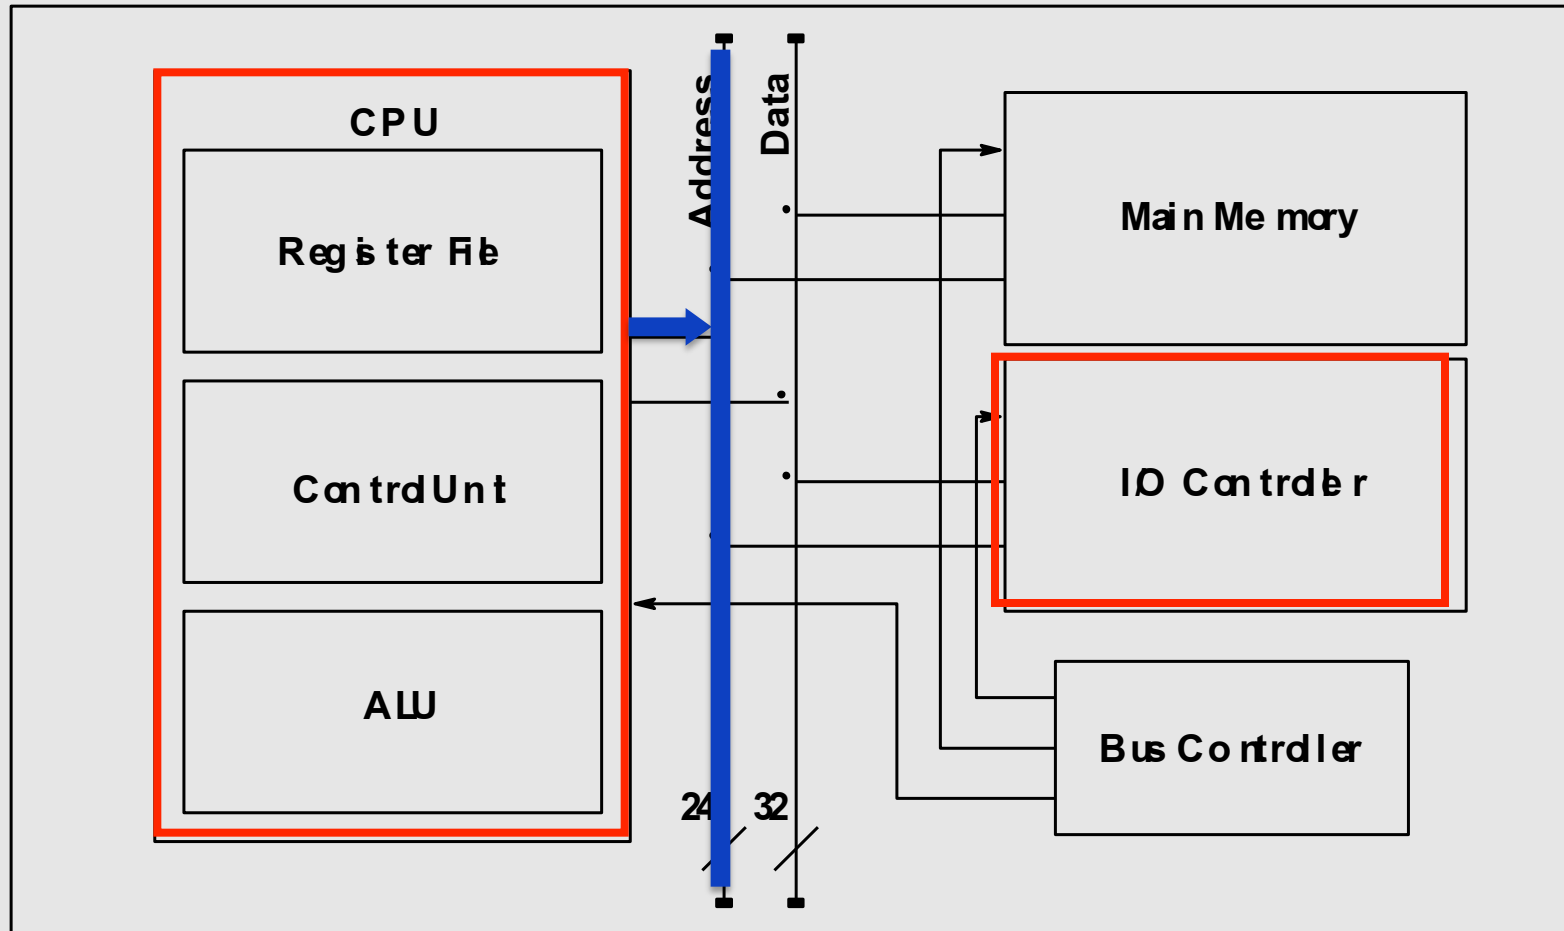 CPU
Register File
Control Unit
ALU
Address
Data
24
32
Main Memory
I/O Controller
Bus Controller